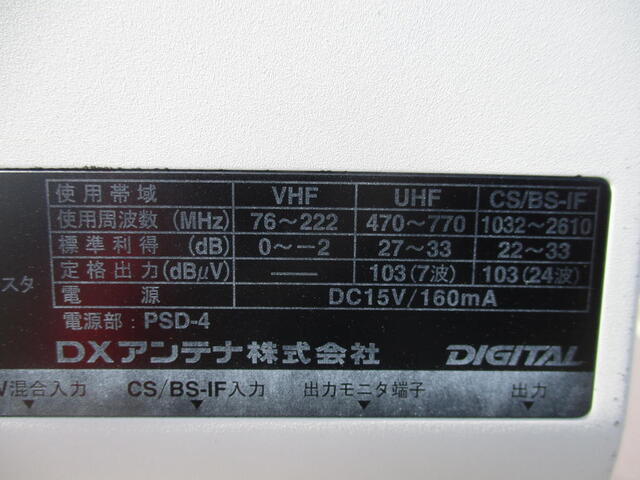 使用帯域 VHF UHF CS/BS-IF
使用周波数(MHz) 76～222 470～770 1032～2610
標準利得(dB) 0～−2 27～33 22～33
定格出力(dBμV) —— 103(7波) 103(24波)
電源 DC15V/160mA
スタ
電源部：PSD-4
DXアンテナ株式会社 DIGITAL
V混合入力 CS/BS-IF入力 出力モニタ端子 出力
▼ ▼ ▼ ▼